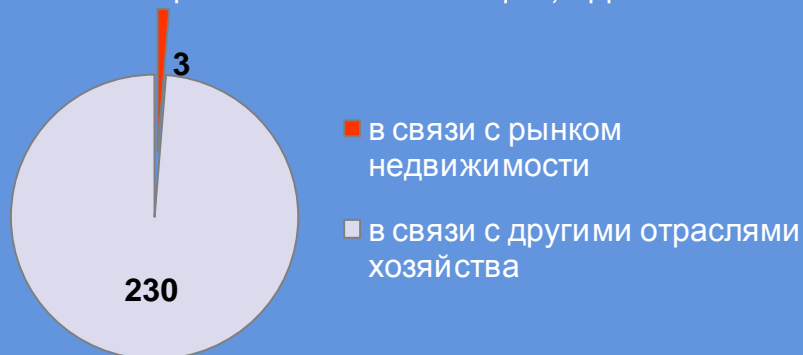 3
в связи с рынком
недвижимости
в связи с другими отраслями
хозяйства
230